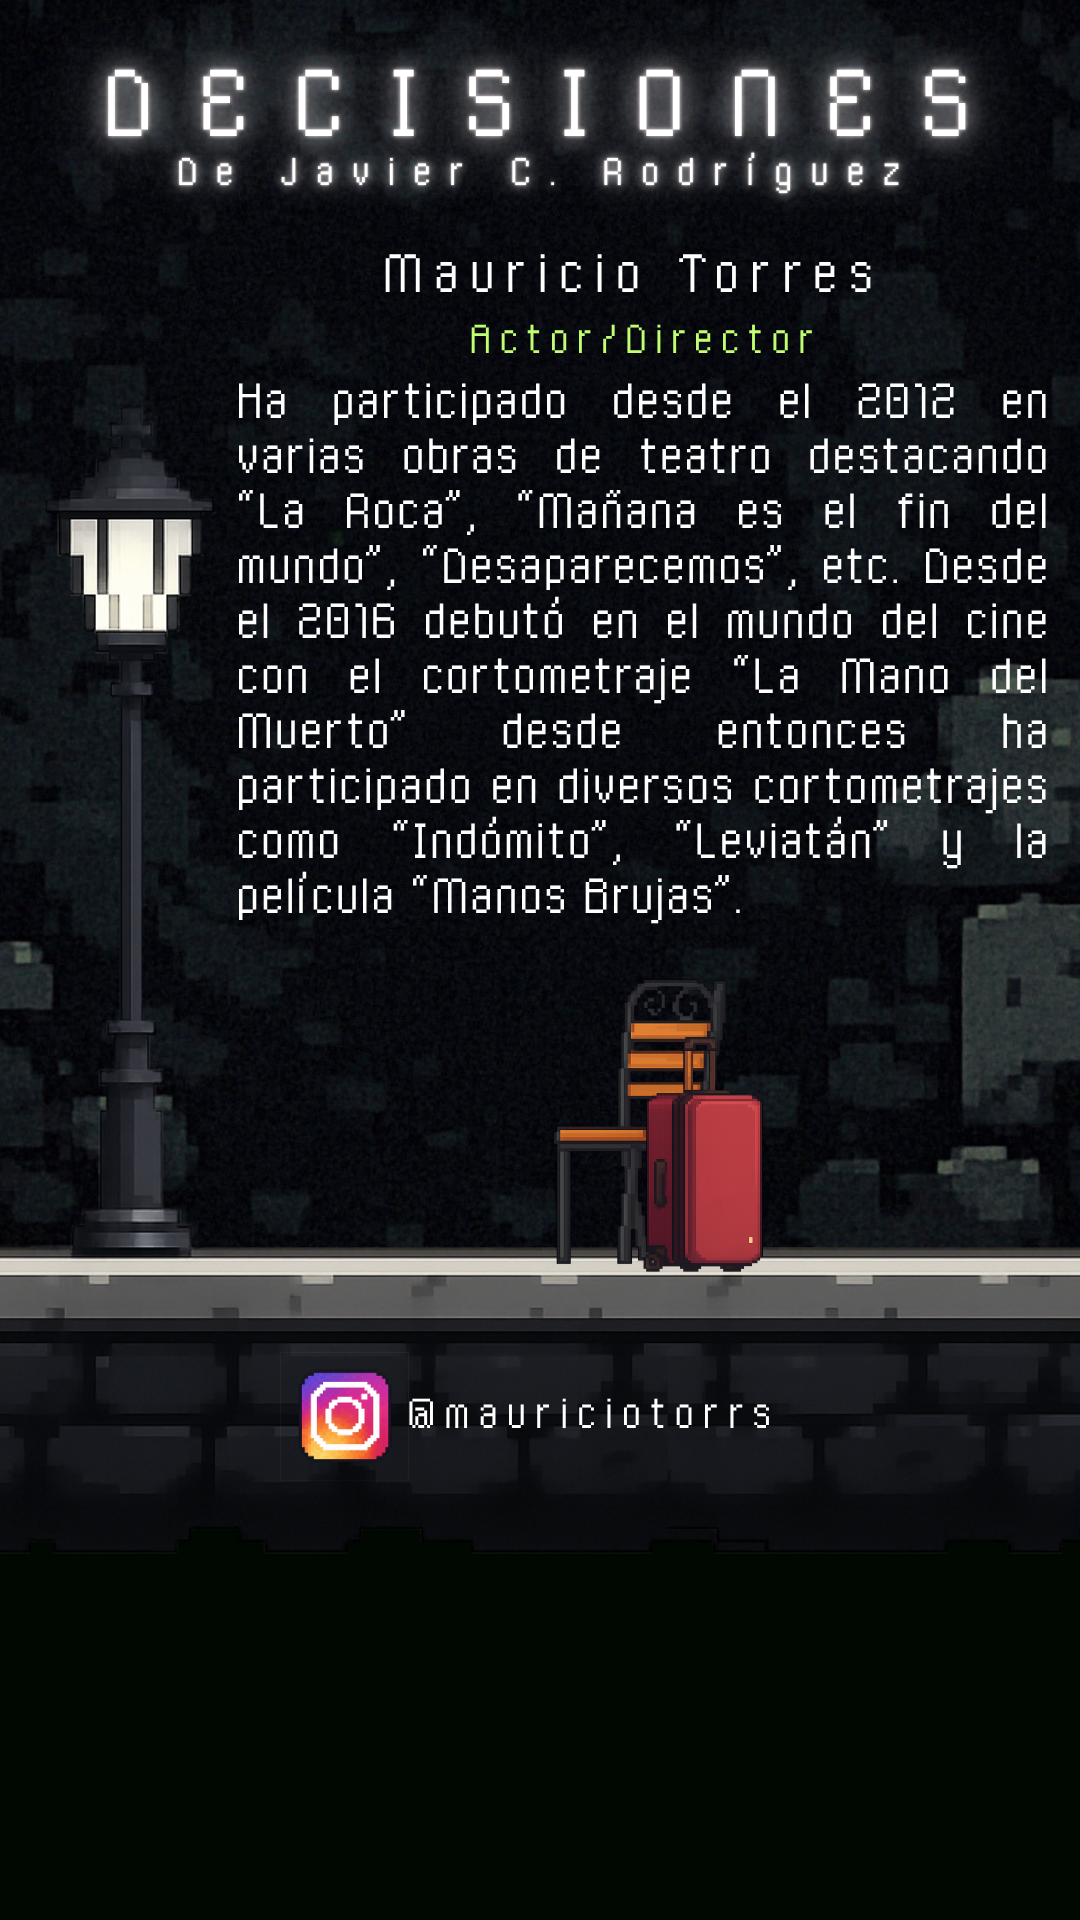 DECISIONES
De Javier C. Rodríguez
Mauricio Torres
Actor/Director
Ha participado desde el 2012 en
varias obras de teatro destacando
“La Roca”, “Mañana es el fin del
mundo”, “Desaparecemos”, etc. Desde
el 2016 debutó en el mundo del cine
con el cortometraje “La Mano del
Muerto” desde entonces ha
participado en diversos cortometrajes
como “Indómito”, “Leviatán” y la
película “Manos Brujas”.
@mauriciotorrs